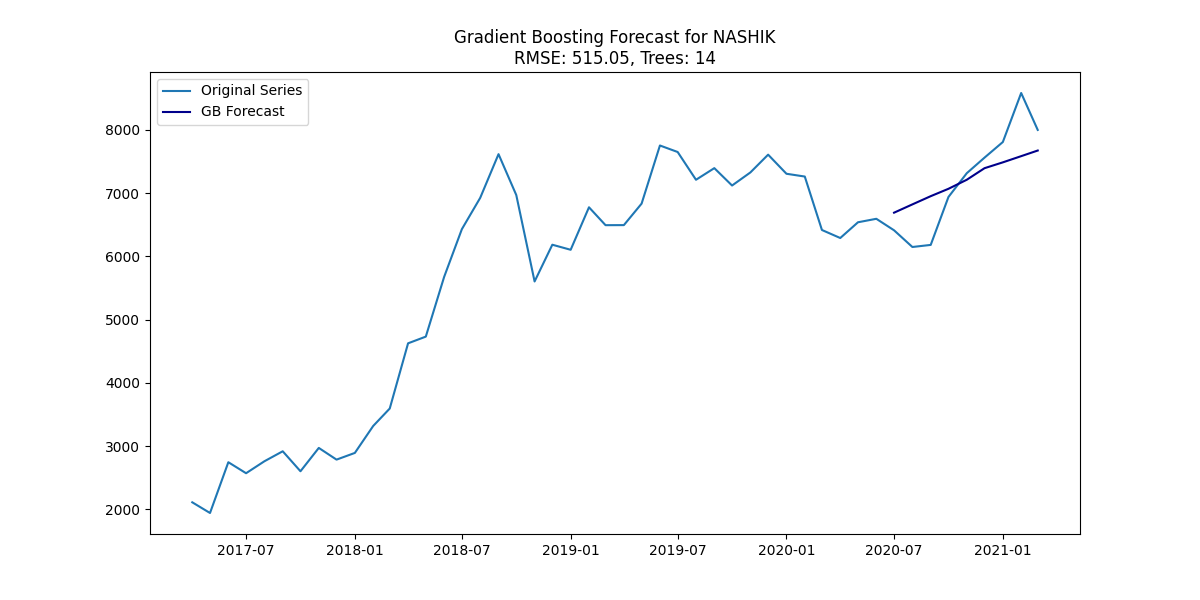 Gradient Boosting Forecast for NASHIK
RMSE: 515.05, Trees: 14
Original Series
GB Forecast
8000
7000
6000
5000
4000
3000
2000
2017-07 2018-01 2018-07 2019-01 2019-07 2020-01 2020-07 2021-01